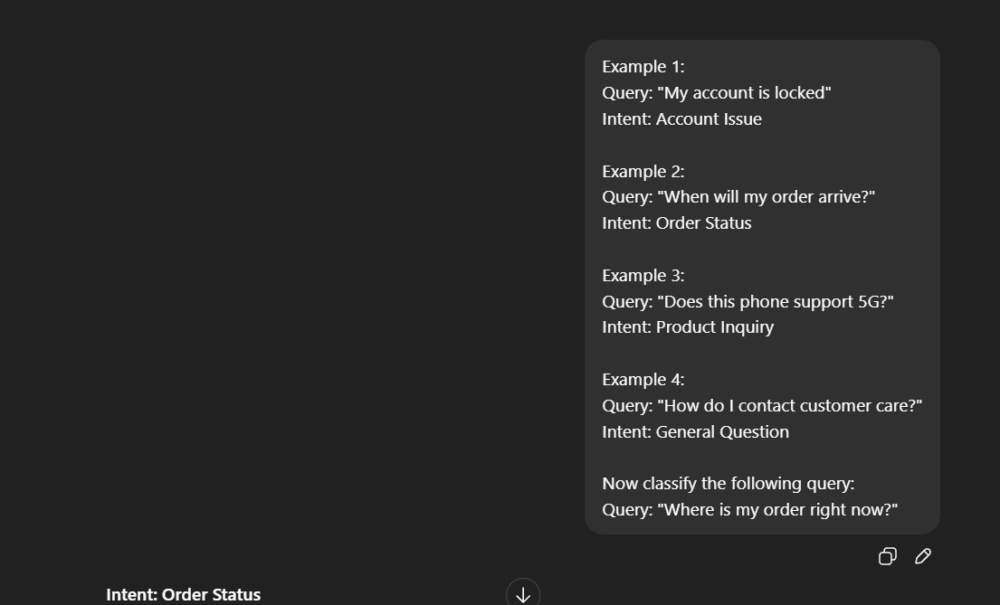 Example 1:
Query: "My account is locked"
Intent: Account Issue
Example 2:
Query: "When will my order arrive?"
Intent: Order Status
Example 3:
Query: "Does this phone support 5G?"
Intent: Product Inquiry
Example 4:
Query: "How do I contact customer care?"
Intent: General Question
Now classify the following query:
Query: "Where is my order right now?"
Intent: Order Status